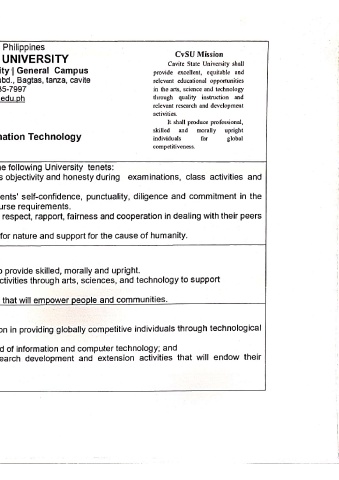 Philippines
UNIVERSITY
ity | General Campus
ubd., Bagtas, tanza, cavite
35-7997
edu.ph
nation Technology
CvSU Mission
Cavite State University shall
provide excellent, equitable and
relevant educational opportunities
in the arts, science and technology
through quality instruction and
relevant research and development
activities.
It shall produce professional,
skilled and morally upright
individuals for global
competitiveness.
he following University tenets:
s objectivity and honesty during examinations, class activities and
ents' self-confidence, punctuality, diligence and commitment in the
urse requirements.
respect, rapport, fairness and cooperation in dealing with their peers
for nature and support for the cause of humanity.
o provide skilled, morally and upright.
ctivities through arts, sciences, and technology to support
that will empower people and communities.
on in providing globally competitive individuals through technological
d of information and computer technology; and
earch development and extension activities that will endow their